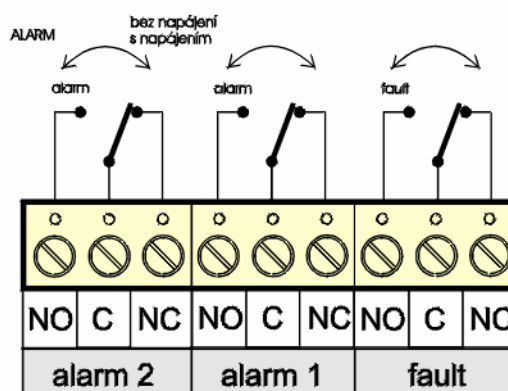 ALARM
bez napájení
s napájením
alarm
alarm
fault
NO C NC NO C NC NO C NC
alarm 2 alarm 1 fault